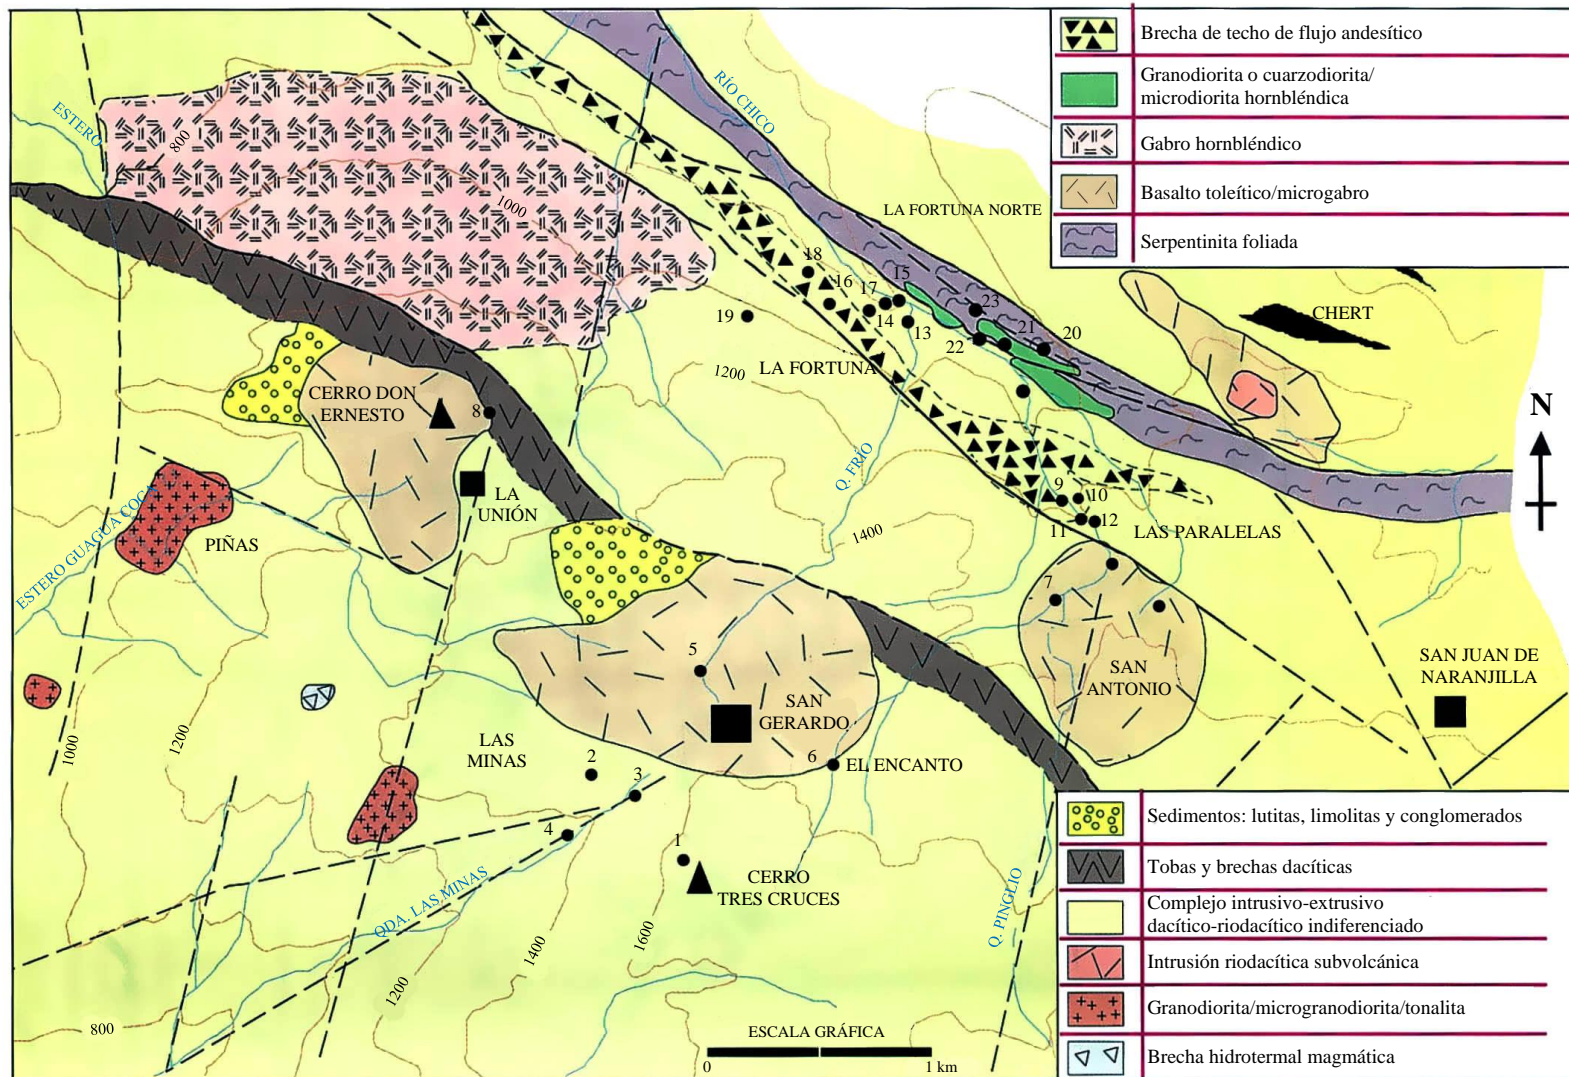 Brecha de techo de flujo andesítico
Granodiorita o cuarzodiorita/
microdiorita hornbléndica
Gabro hornbléndico
Basalto toleítico/microgabro
Serpentinita foliada
ESTERO
800
1000
RÍO CHICO
LA FORTUNA NORTE
CHERT
N
18
16
17
15
14
13
19
23
21
20
22
1200
LA FORTUNA
CERRO DON
ERNESTO
8
LA
UNIÓN
PIÑAS
ESTERO GUAGUA COCA
Q. FRÍO
1400
9
10
11
12
LAS PARALELAS
7
SAN
ANTONIO
SAN JUAN DE
NARANJILLA
5
SAN
GERARDO
6
EL ENCANTO
LAS
MINAS
2
3
4
1
CERRO
TRES CRUCES
1000
1200
QDA. LAS MINAS
1400
1600
1200
800
Q. PINGLIO
ESCALA GRÁFICA
0
1 km
Sedimentos: lutitas, limolitas y conglomerados
Tobas y brechas dacíticas
Complejo intrusivo-extrusivo
dacítico-riodacítico indiferenciado
Intrusión riodacítica subvolcánica
Granodiorita/microgranodiorita/tonalita
Brecha hidrotermal magmática